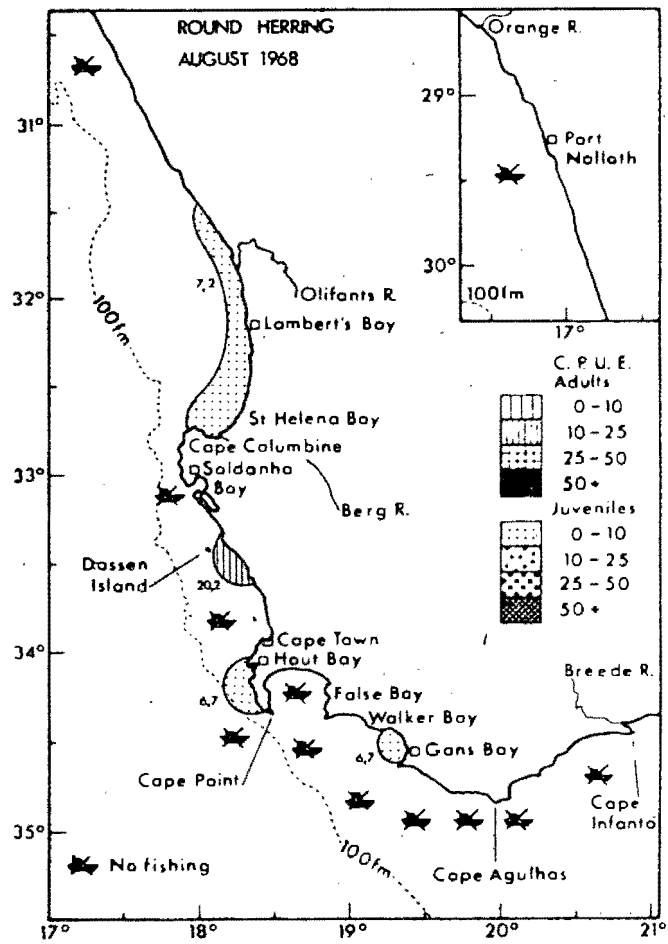 ROUND HERRING
AUGUST 1968
Orange R.
29°
Port
Nolloth
30°
100fm
17°
31°
32°
33°
34°
35°
7,2
100fm
Olifants R.
Lambert's Bay
St Helena Bay
Cape Columbine
Saldanha
Bay
Berg R.
Dassen
Island
20,2
Cape Town
Hout Bay
6,7
False Bay
Walker Bay
6,7
Gans Bay
Cape Point
Breede R.
Cape
Infanta
Cape Agulhas
100fm
No fishing
C. P. U. E.
Adults
0-10
10-25
25-50
50+
Juveniles
0-10
10-25
25-50
50+
17°
18°
19°
20°
21°